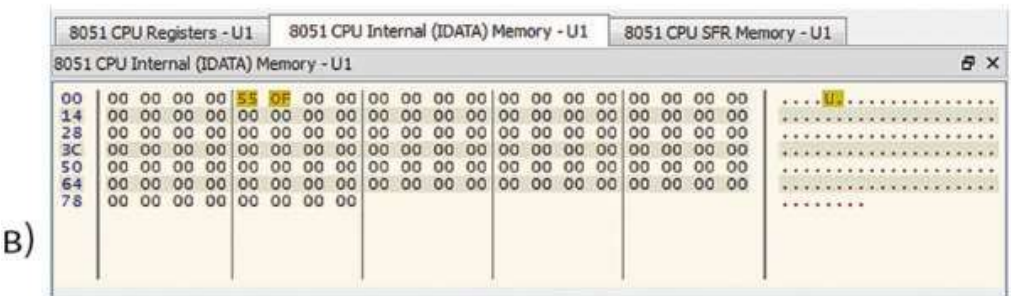 8051 CPU Registers - U1 8051 CPU Internal (IDATA) Memory - U1 8051 CPU SFR Memory - U1
8051 CPU Internal (IDATA) Memory - U1
00 00 00 00 00 55 0F 00 00 00 00 00 00 00 00 00 00 00 00 00 00 ....U...............
14 00 00 00 00 00 00 00 00 00 00 00 00 00 00 00 00 00 00 00 00 ....................
28 00 00 00 00 00 00 00 00 00 00 00 00 00 00 00 00 00 00 00 00 ....................
3C 00 00 00 00 00 00 00 00 00 00 00 00 00 00 00 00 00 00 00 00 ....................
50 00 00 00 00 00 00 00 00 00 00 00 00 00 00 00 00 00 00 00 00 ....................
64 00 00 00 00 00 00 00 00 00 00 00 00 00 00 00 00 00 00 00 00 ....................
78 00 00 00 00 00 00 00 00 ........
в)